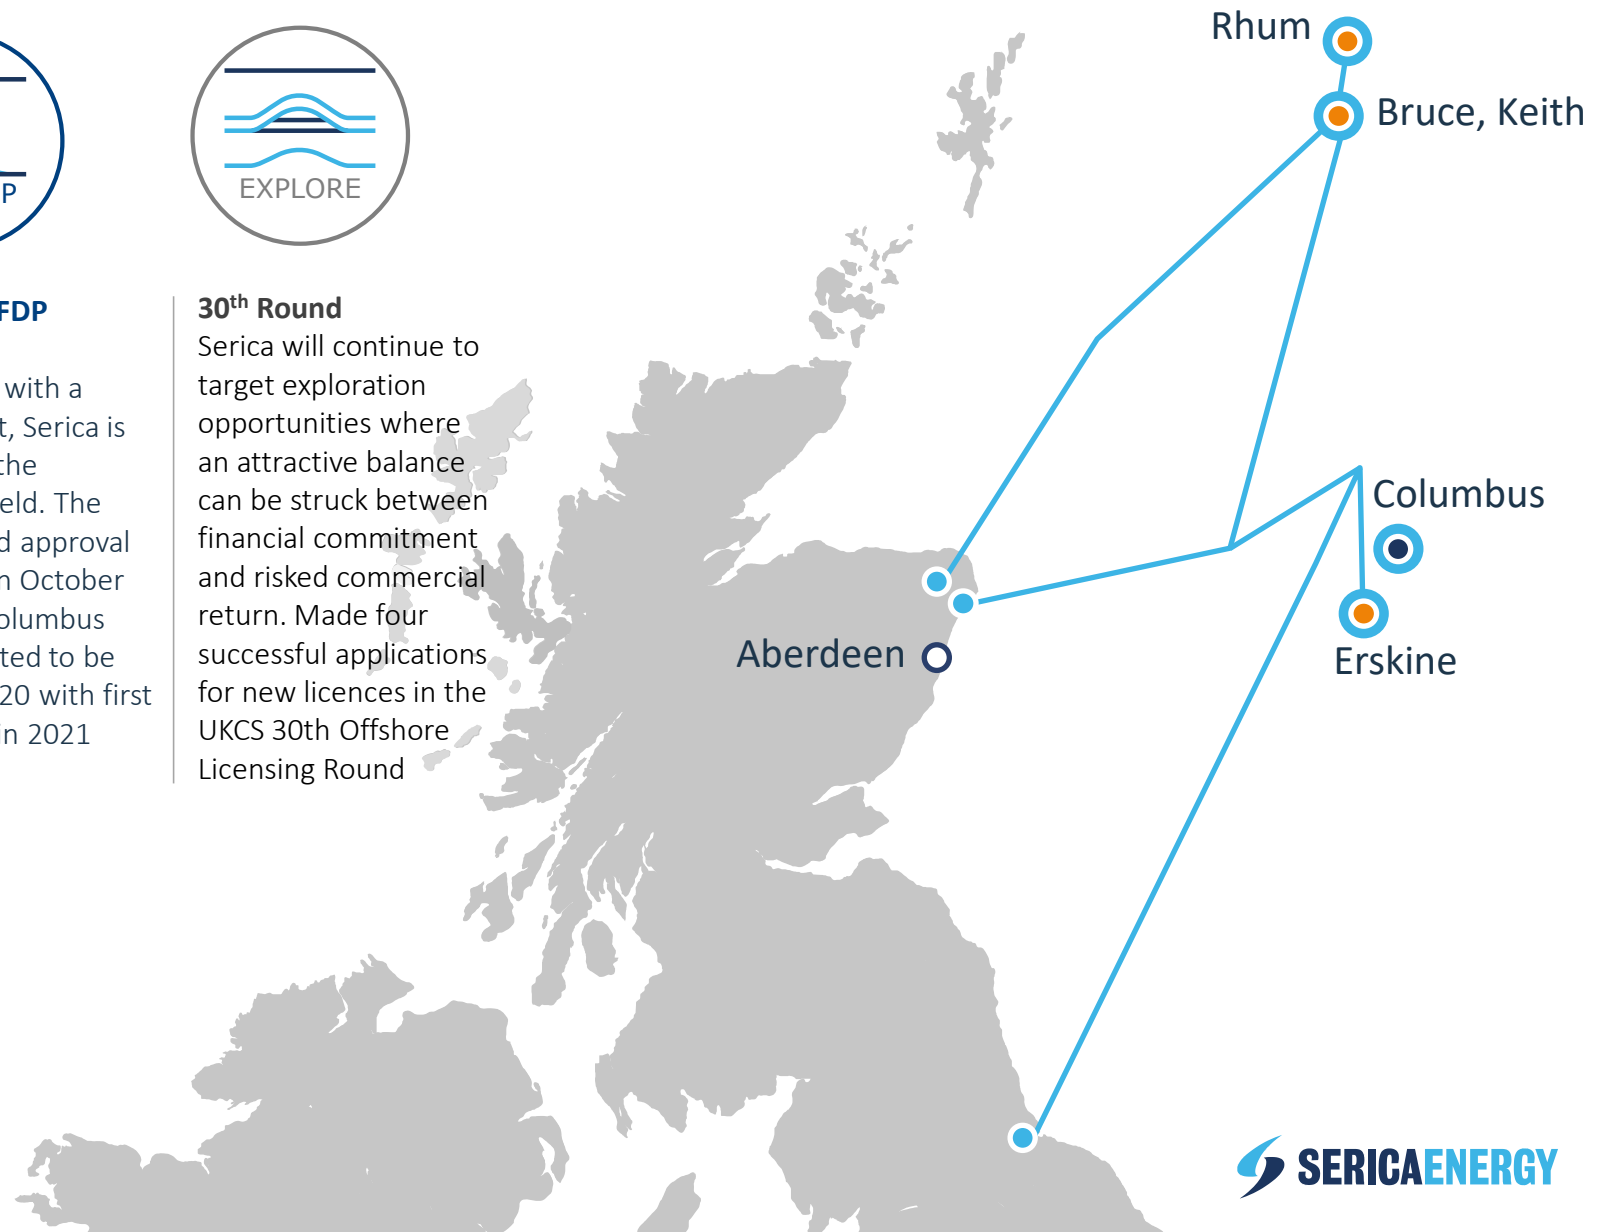 P
EXPLORE
FDP
with a
t, Serica is
the
eld. The
d approval
n October
olumbus
ted to be
20 with first
in 2021
30th Round
Serica will continue to
target exploration
opportunities where
an attractive balance
can be struck between
financial commitment
and risked commercial
return. Made four
successful applications
for new licences in the
UKCS 30th Offshore
Licensing Round
Rhum
Bruce, Keith
Columbus
Erskine
Aberdeen
SERICAENERGY